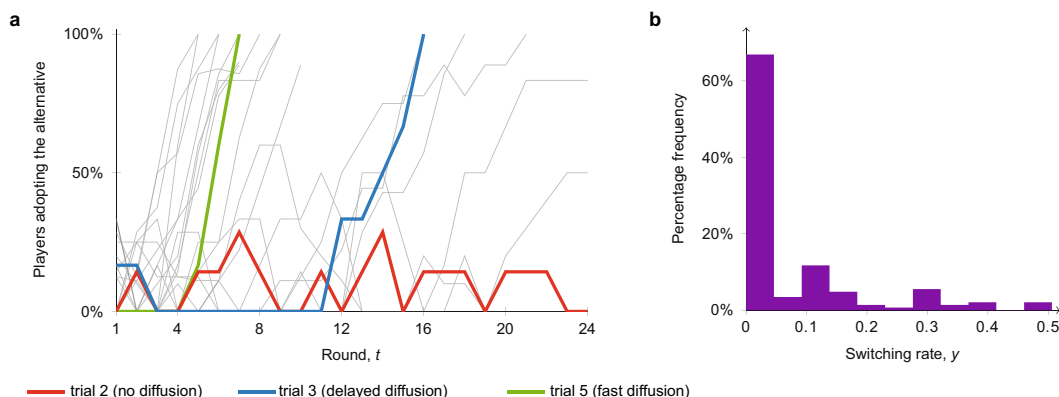 a
Players adopting the alternative
100%
50%
0%
1 4 8 12 16 20 24
Round, t
trial 2 (no diffusion) trial 3 (delayed diffusion) trial 5 (fast diffusion)
b
Percentage frequency
60%
40%
20%
0%
0 0.1 0.2 0.3 0.4 0.5
Switching rate, y